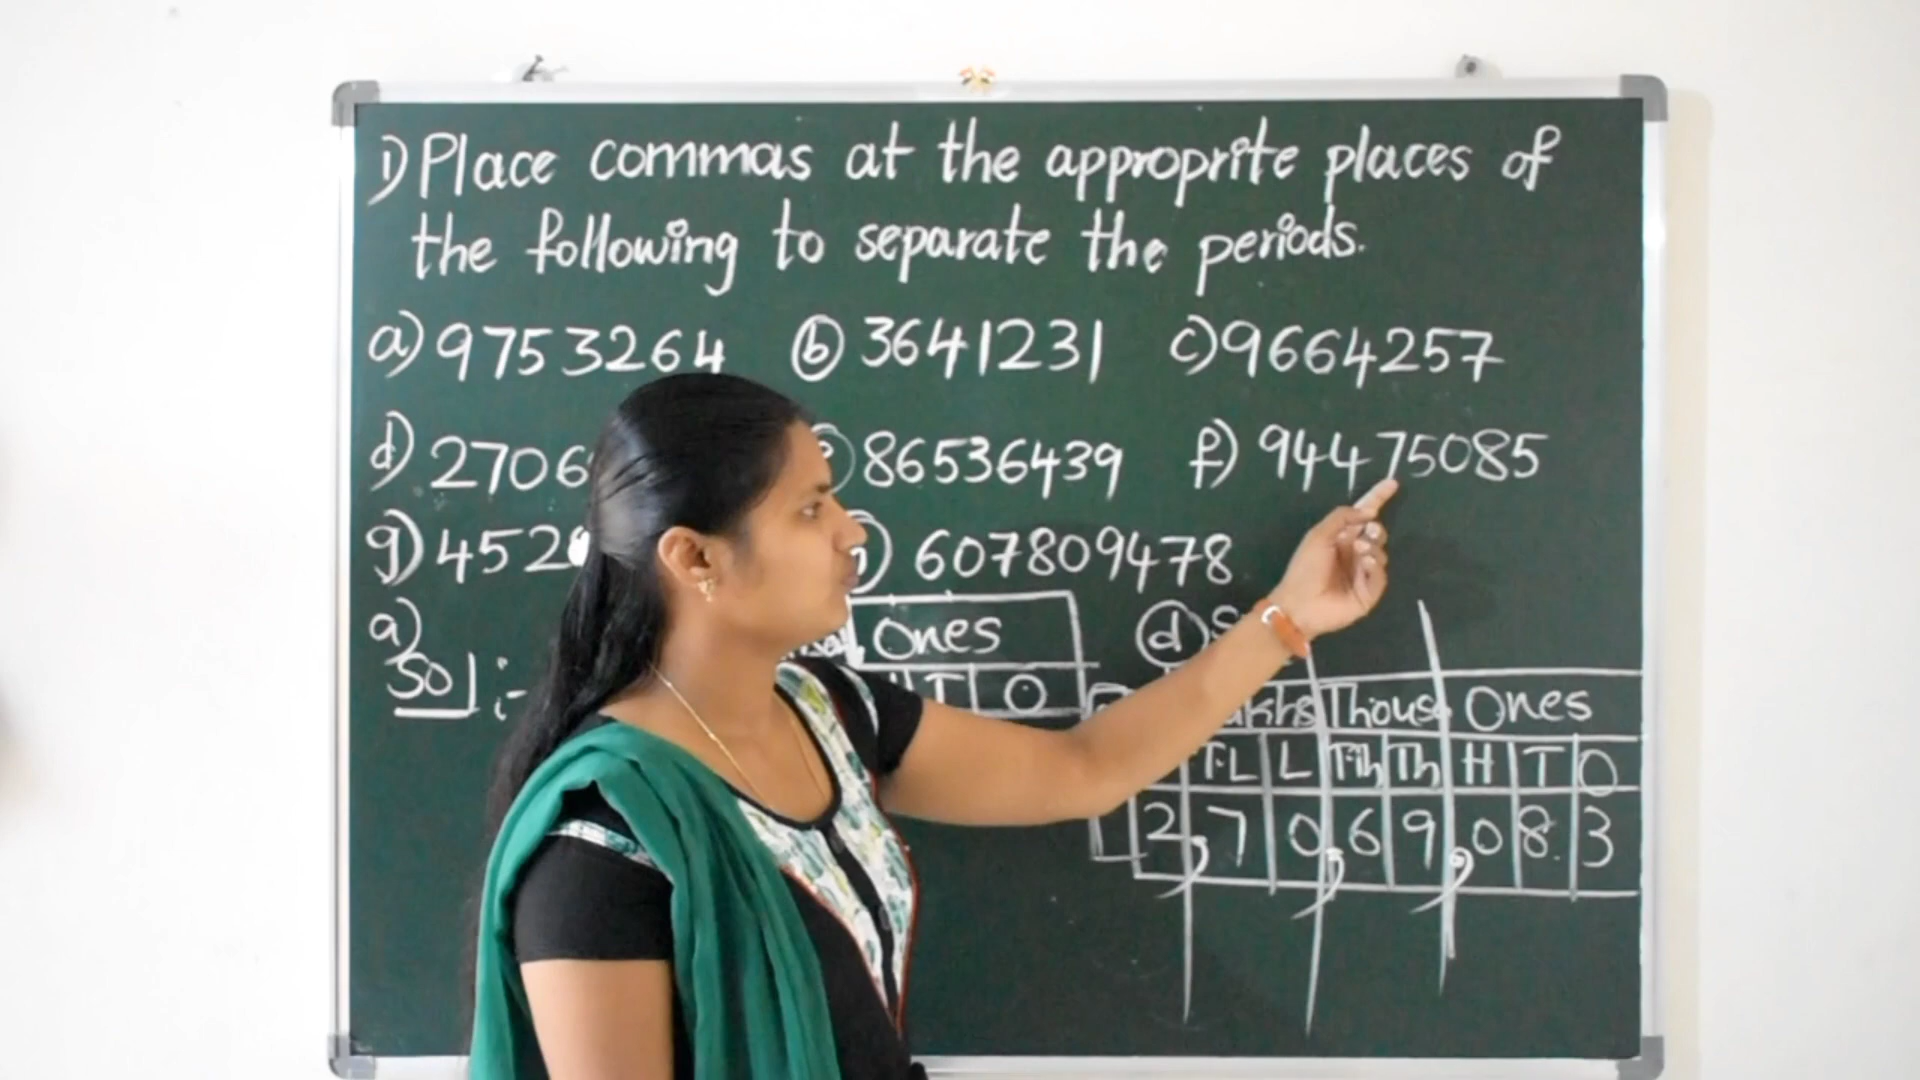 1) Place commas at the approprite places of
the following to separate the periods.
a) 9753264 b) 3641231 c) 9664257
d) 2706 86536439 f) 94475085
g) 452 607809478
a)
Sol:- Ones
T O
d) S
Lakhs Thous Ones
T-L L T-Th Th H T O
2, 7 0, 6 9, 0 8 3